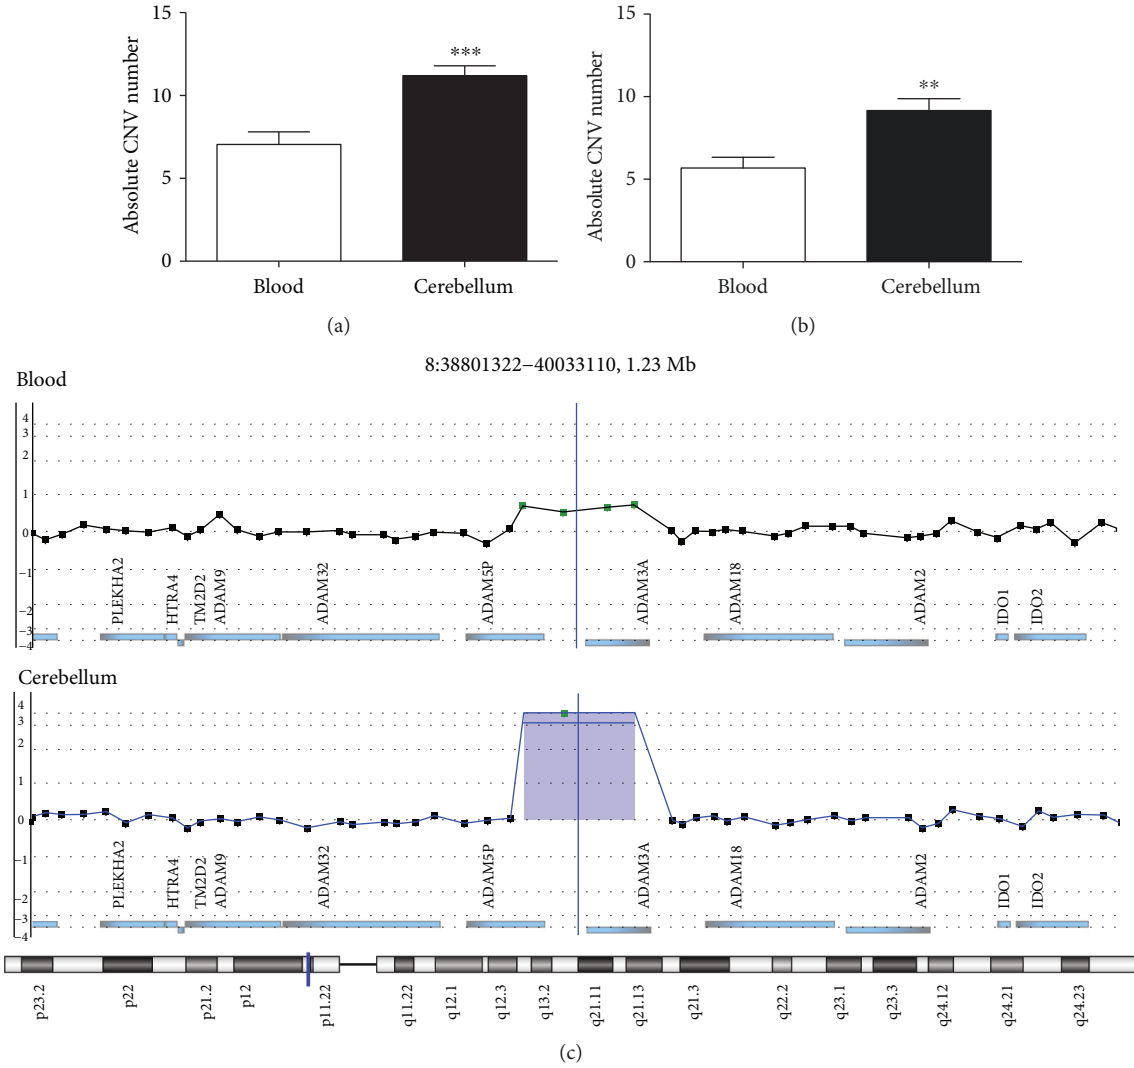 15
10
5
0
Absolute CNV number
***
Blood
Cerebellum
(a)
15
10
5
0
Absolute CNV number
**
Blood
Cerebellum
(b)
8:38801322−40033110, 1.23 Mb
Blood
4
3
2
1
0
−1
−2
−3
−4
PLEKHA2
HTRA4
TM2D2
ADAM9
ADAM32
ADAM5P
ADAM3A
ADAM18
ADAM2
IDO1
IDO2
Cerebellum
4
3
2
1
0
−1
−2
−3
−4
PLEKHA2
HTRA4
TM2D2
ADAM9
ADAM32
ADAM5P
ADAM3A
ADAM18
ADAM2
IDO1
IDO2
p23.2
p22
p21.2
p12
p11.22
q11.22
q12.1
q12.3
q13.2
q21.11
q21.13
q21.3
q22.2
q23.1
q23.3
q24.12
q24.21
q24.23
(c)